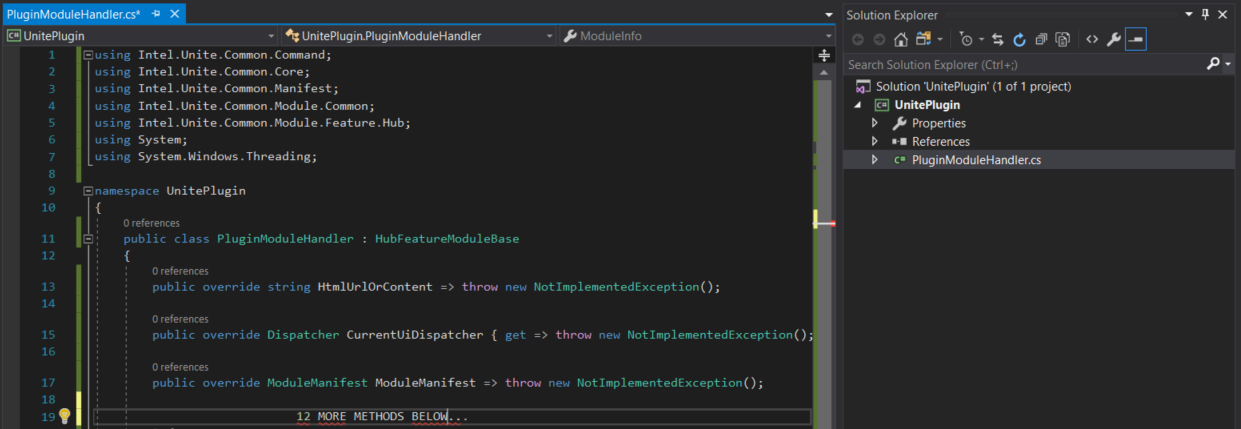 PluginModuleHandler.cs*
UnitePlugin
UnitePlugin.PluginModuleHandler
ModuleInfo
1 using Intel.Unite.Common.Command;
2 using Intel.Unite.Common.Core;
3 using Intel.Unite.Common.Manifest;
4 using Intel.Unite.Common.Module.Common;
5 using Intel.Unite.Common.Module.Feature.Hub;
6 using System;
7 using System.Windows.Threading;
8
9 namespace UnitePlugin
10 {
0 references
11 public class PluginModuleHandler : HubFeatureModuleBase
12 {
0 references
13 public override string HtmlUrlOrContent => throw new NotImplementedException();
14
0 references
15 public override Dispatcher CurrentUiDispatcher { get => throw new NotImplementedException();
16
0 references
17 public override ModuleManifest ModuleManifest => throw new NotImplementedException();
18
19 12 MORE METHODS BELOW...
Solution Explorer
Search Solution Explorer (Ctrl+;)
Solution 'UnitePlugin' (1 of 1 project)
C# UnitePlugin
Properties
References
C# PluginModuleHandler.cs